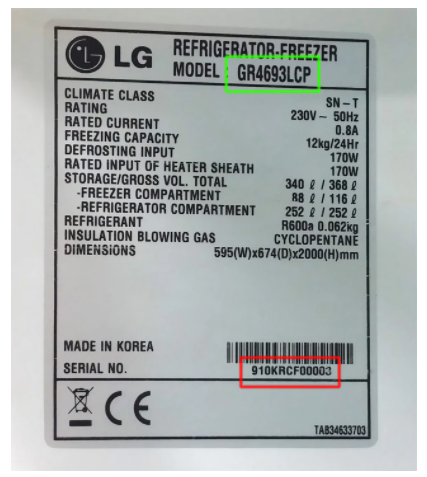 LG REFRIGERATOR-FREEZER
MODEL : GR4693LCP
CLIMATE CLASS SN~T
RATING 230V ~ 50Hz
RATED CURRENT 0.8A
FREEZING CAPACITY 12kg/24Hr
DEFROSTING INPUT 170W
RATED INPUT OF HEATER SHEATH 170W
STORAGE/GROSS VOL. TOTAL 340 ℓ / 368 ℓ
-FREEZER COMPARTMENT 88 ℓ / 116 ℓ
-REFRIGERATOR COMPARTMENT 252 ℓ / 252 ℓ
REFRIGERANT R600a 0.062kg
INSULATION BLOWING GAS CYCLOPENTANE
DIMENSIONS 595(W)x674(D)x2000(H)mm
MADE IN KOREA
SERIAL NO. 910KRCF00003
CE
TAB34633703